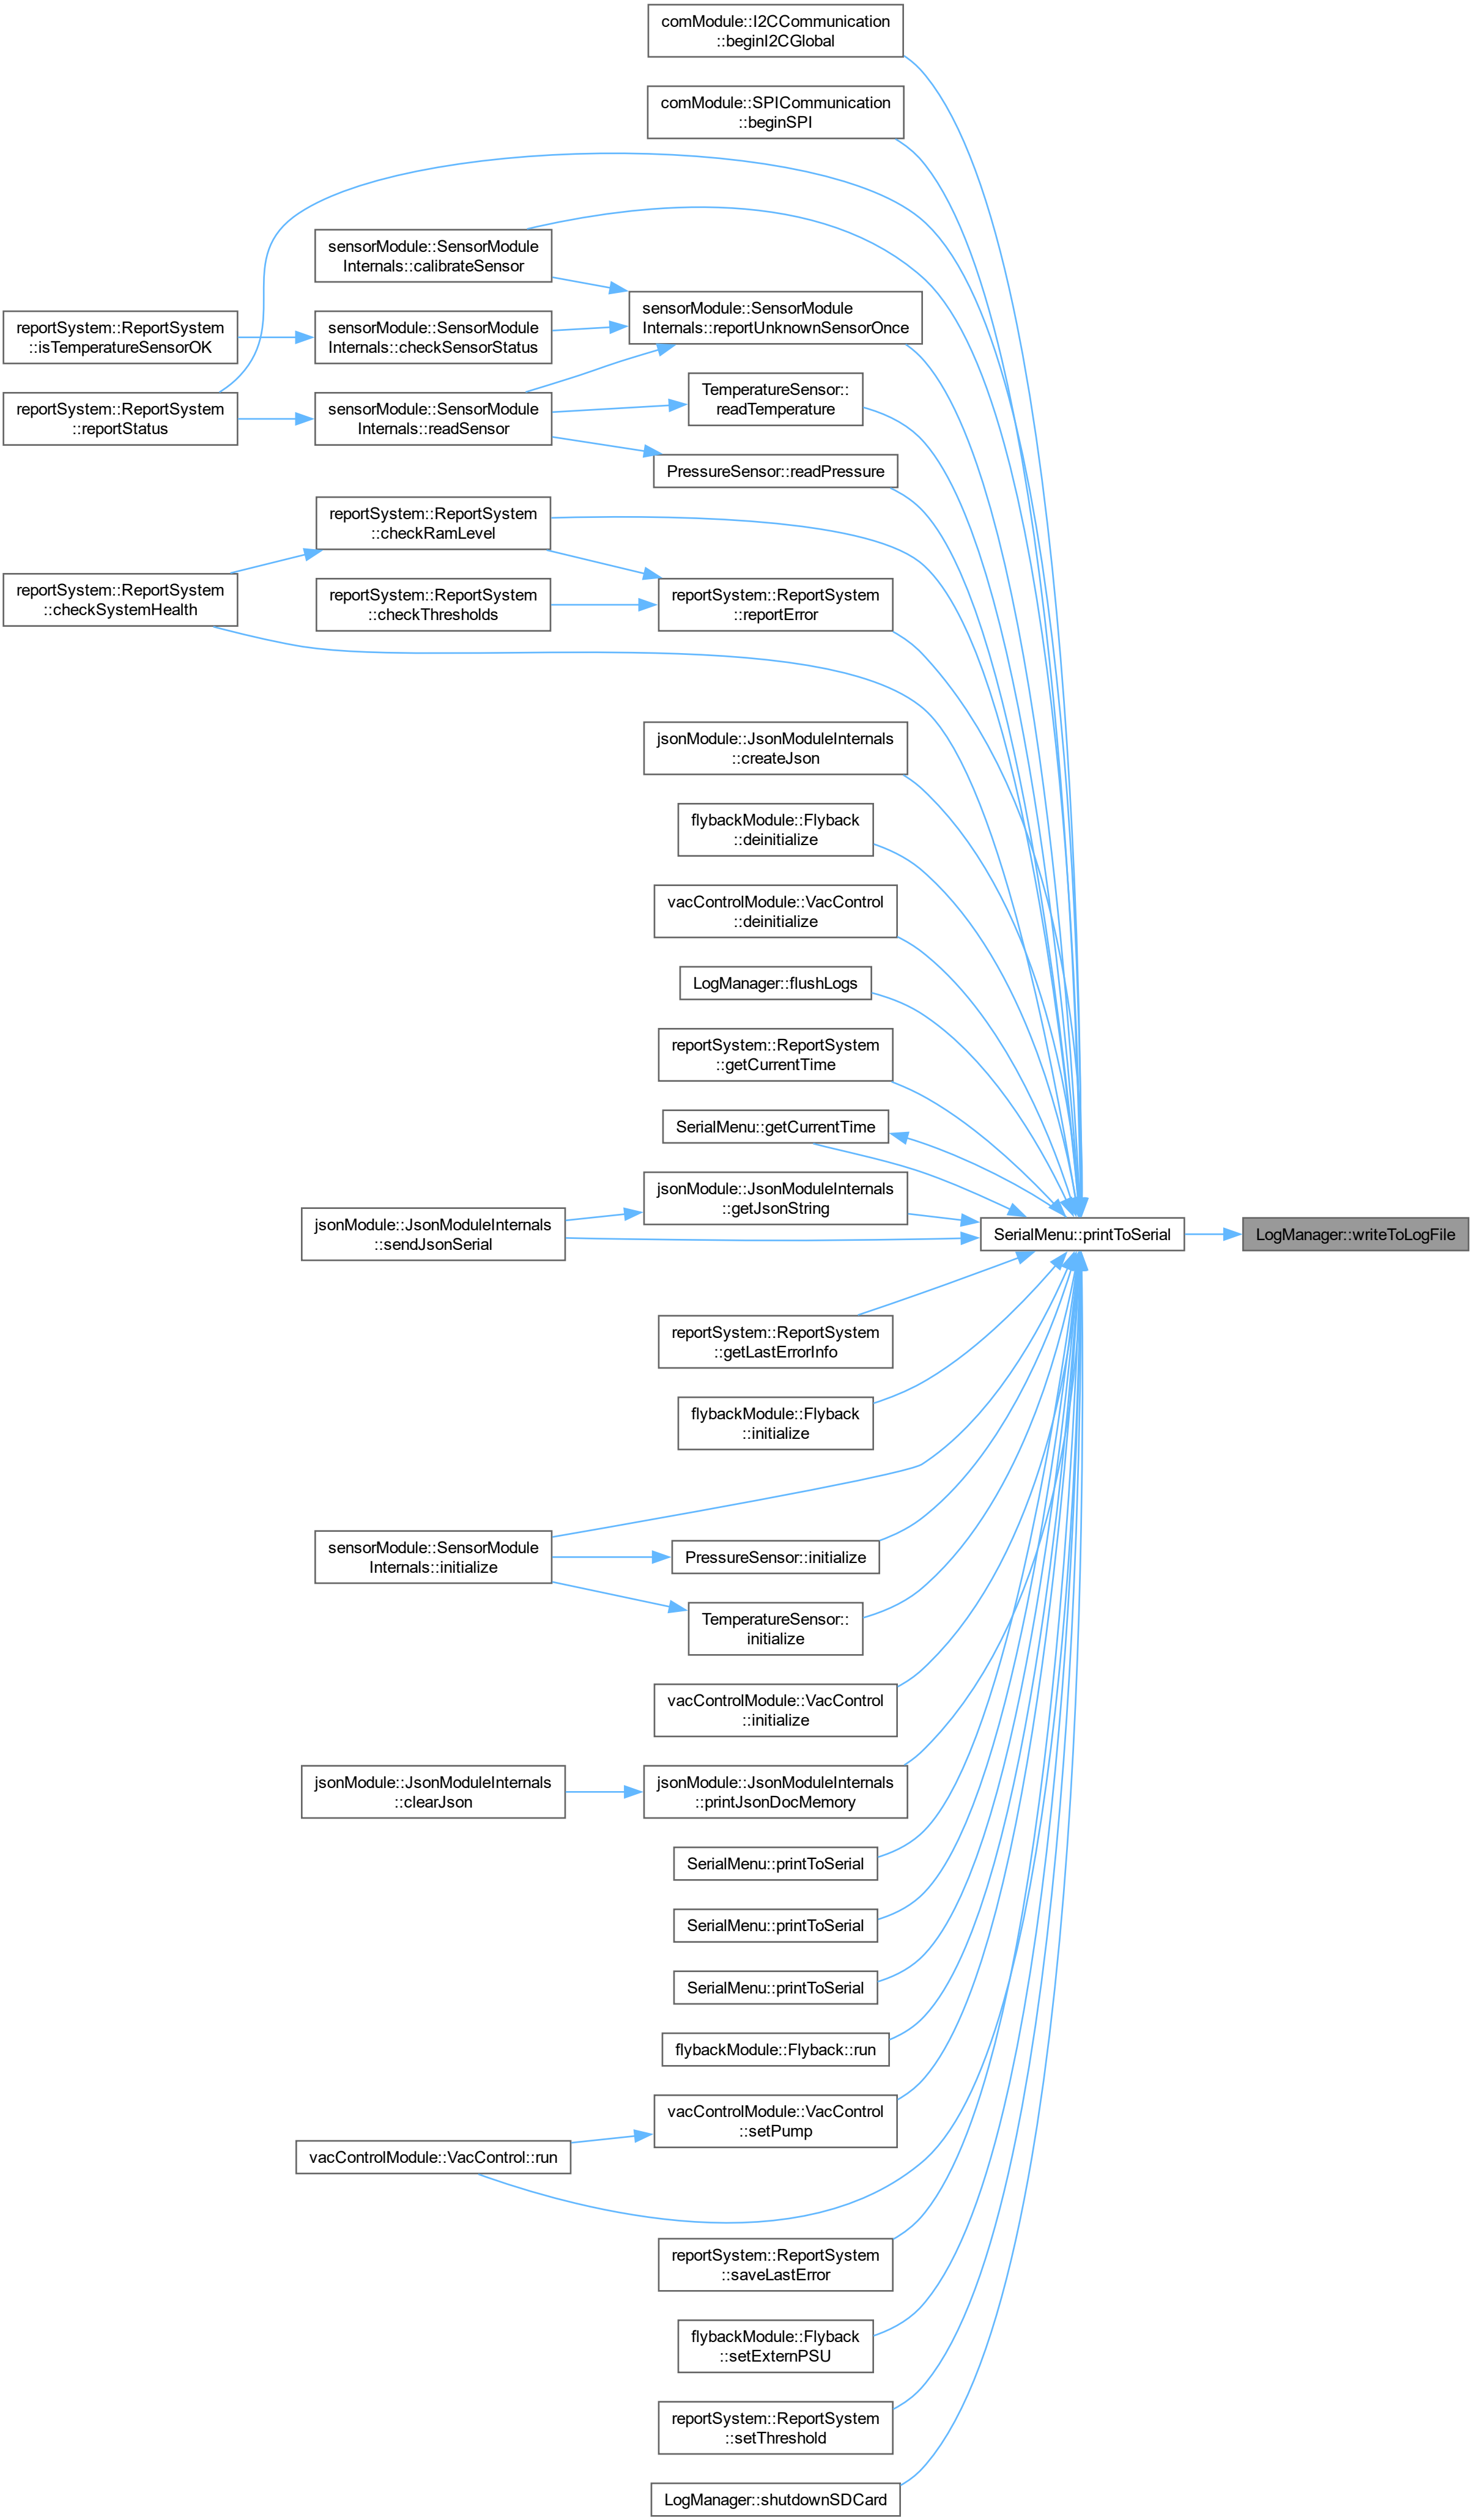 comModule::I2CCommunication
::beginI2CGlobal
comModule::SPICommunication
::beginSPI
sensorModule::SensorModule
Internals::calibrateSensor
sensorModule::SensorModule
Internals::reportUnknownSensorOnce
reportSystem::ReportSystem
::isTemperatureSensorOK
sensorModule::SensorModule
Internals::checkSensorStatus
reportSystem::ReportSystem
::reportStatus
sensorModule::SensorModule
Internals::readSensor
TemperatureSensor::
readTemperature
PressureSensor::readPressure
reportSystem::ReportSystem
::checkRamLevel
reportSystem::ReportSystem
::checkSystemHealth
reportSystem::ReportSystem
::checkThresholds
reportSystem::ReportSystem
::reportError
jsonModule::JsonModuleInternals
::createJson
flybackModule::Flyback
::deinitialize
vacControlModule::VacControl
::deinitialize
LogManager::flushLogs
reportSystem::ReportSystem
::getCurrentTime
SerialMenu::getCurrentTime
jsonModule::JsonModuleInternals
::getJsonString
jsonModule::JsonModuleInternals
::sendJsonSerial
SerialMenu::printToSerial
LogManager::writeToLogFile
reportSystem::ReportSystem
::getLastErrorInfo
flybackModule::Flyback
::initialize
sensorModule::SensorModule
Internals::initialize
PressureSensor::initialize
TemperatureSensor::
initialize
vacControlModule::VacControl
::initialize
jsonModule::JsonModuleInternals
::clearJson
jsonModule::JsonModuleInternals
::printJsonDocMemory
SerialMenu::printToSerial
SerialMenu::printToSerial
SerialMenu::printToSerial
flybackModule::Flyback::run
vacControlModule::VacControl
::setPump
vacControlModule::VacControl::run
reportSystem::ReportSystem
::saveLastError
flybackModule::Flyback
::setExternPSU
reportSystem::ReportSystem
::setThreshold
LogManager::shutdownSDCard